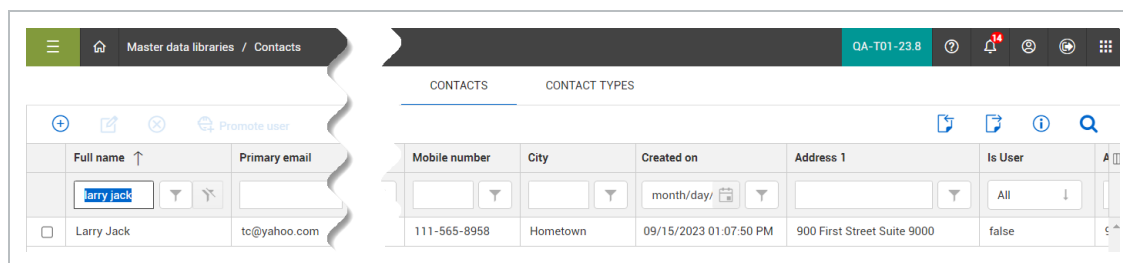 Master data libraries / Contacts
QA-T01-23.8
14
CONTACTS
CONTACT TYPES
Promote user
Full name ↑ Primary email Mobile number City Created on Address 1 Is User
larry jack month/day/ All
Larry Jack tc@yahoo.com 111-565-8958 Hometown 09/15/2023 01:07:50 PM 900 First Street Suite 9000 false